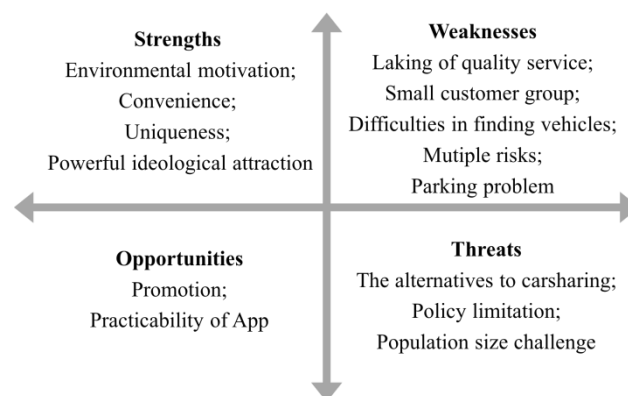 Strengths
Environmental motivation;
Convenience;
Uniqueness;
Powerful ideological attraction
Weaknesses
Laking of quality service;
Small customer group;
Difficulties in finding vehicles;
Mutiple risks;
Parking problem
Opportunities
Promotion;
Practicability of App
Threats
The alternatives to carsharing;
Policy limitation;
Population size challenge